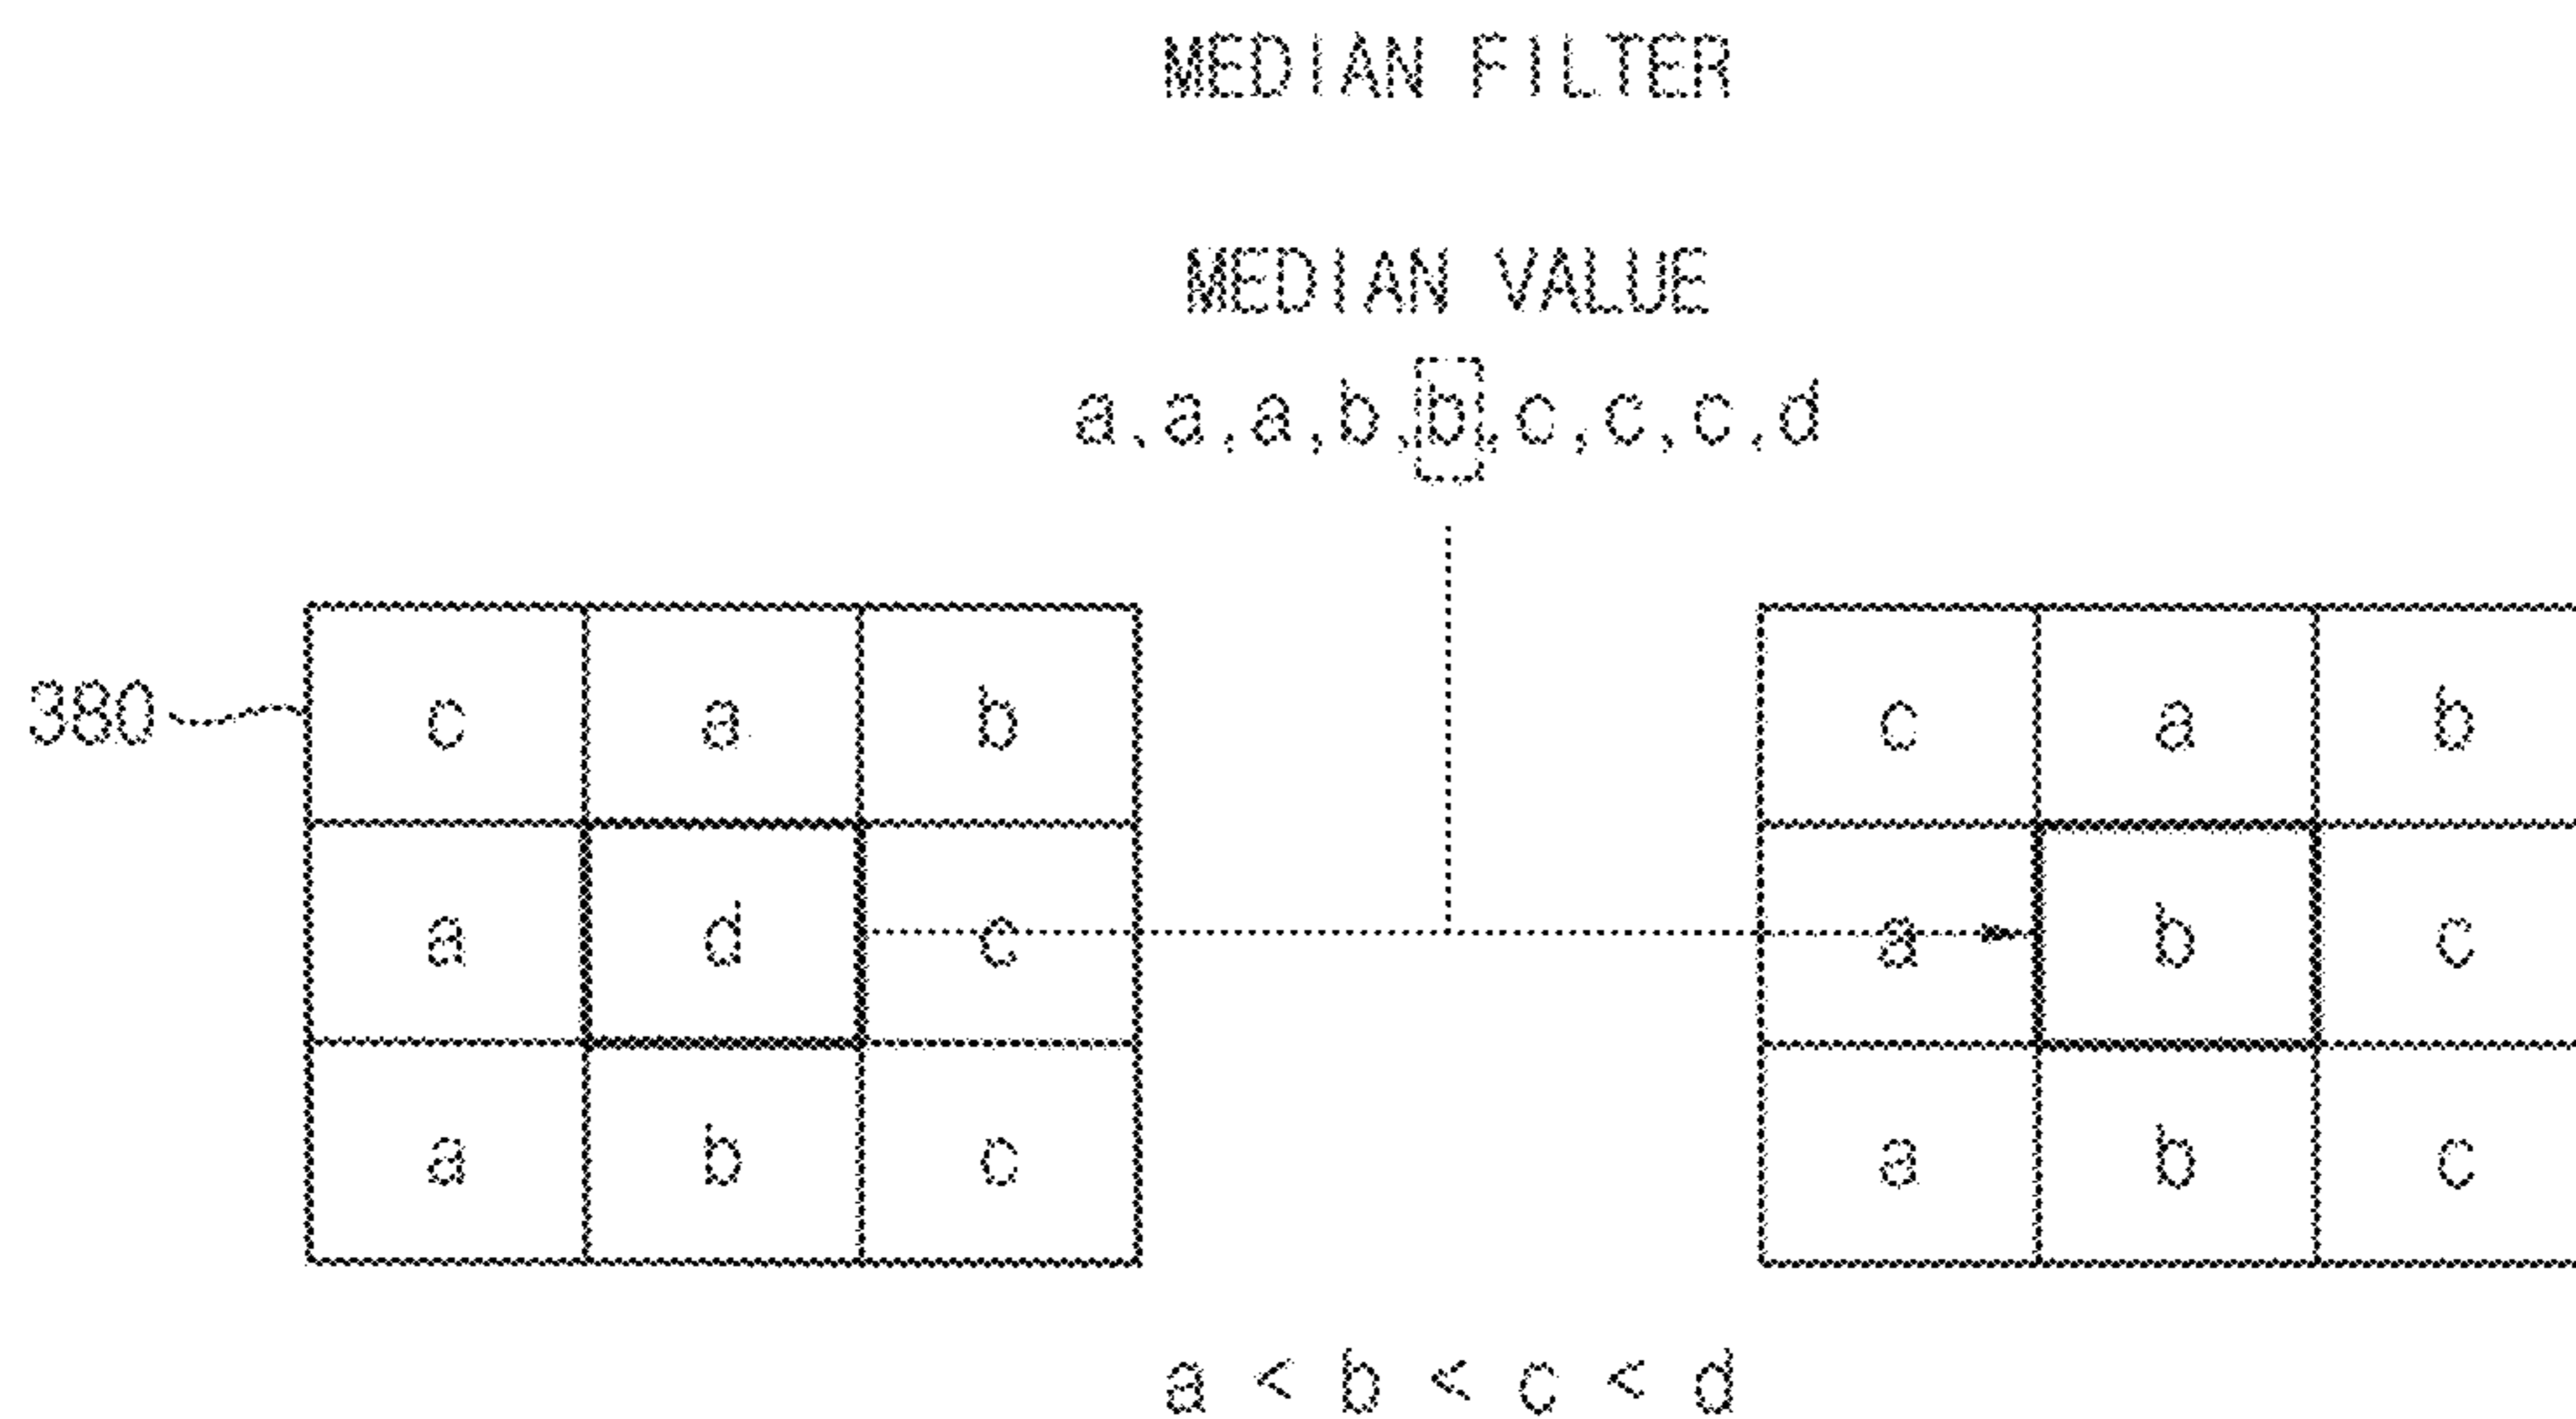 MEDIAN FILTER
MEDIAN VALUE
a,a,a,b,b,c,c,c,d
380
c a b c a b
a d c a b c
a b c a b c
a < b < c < d